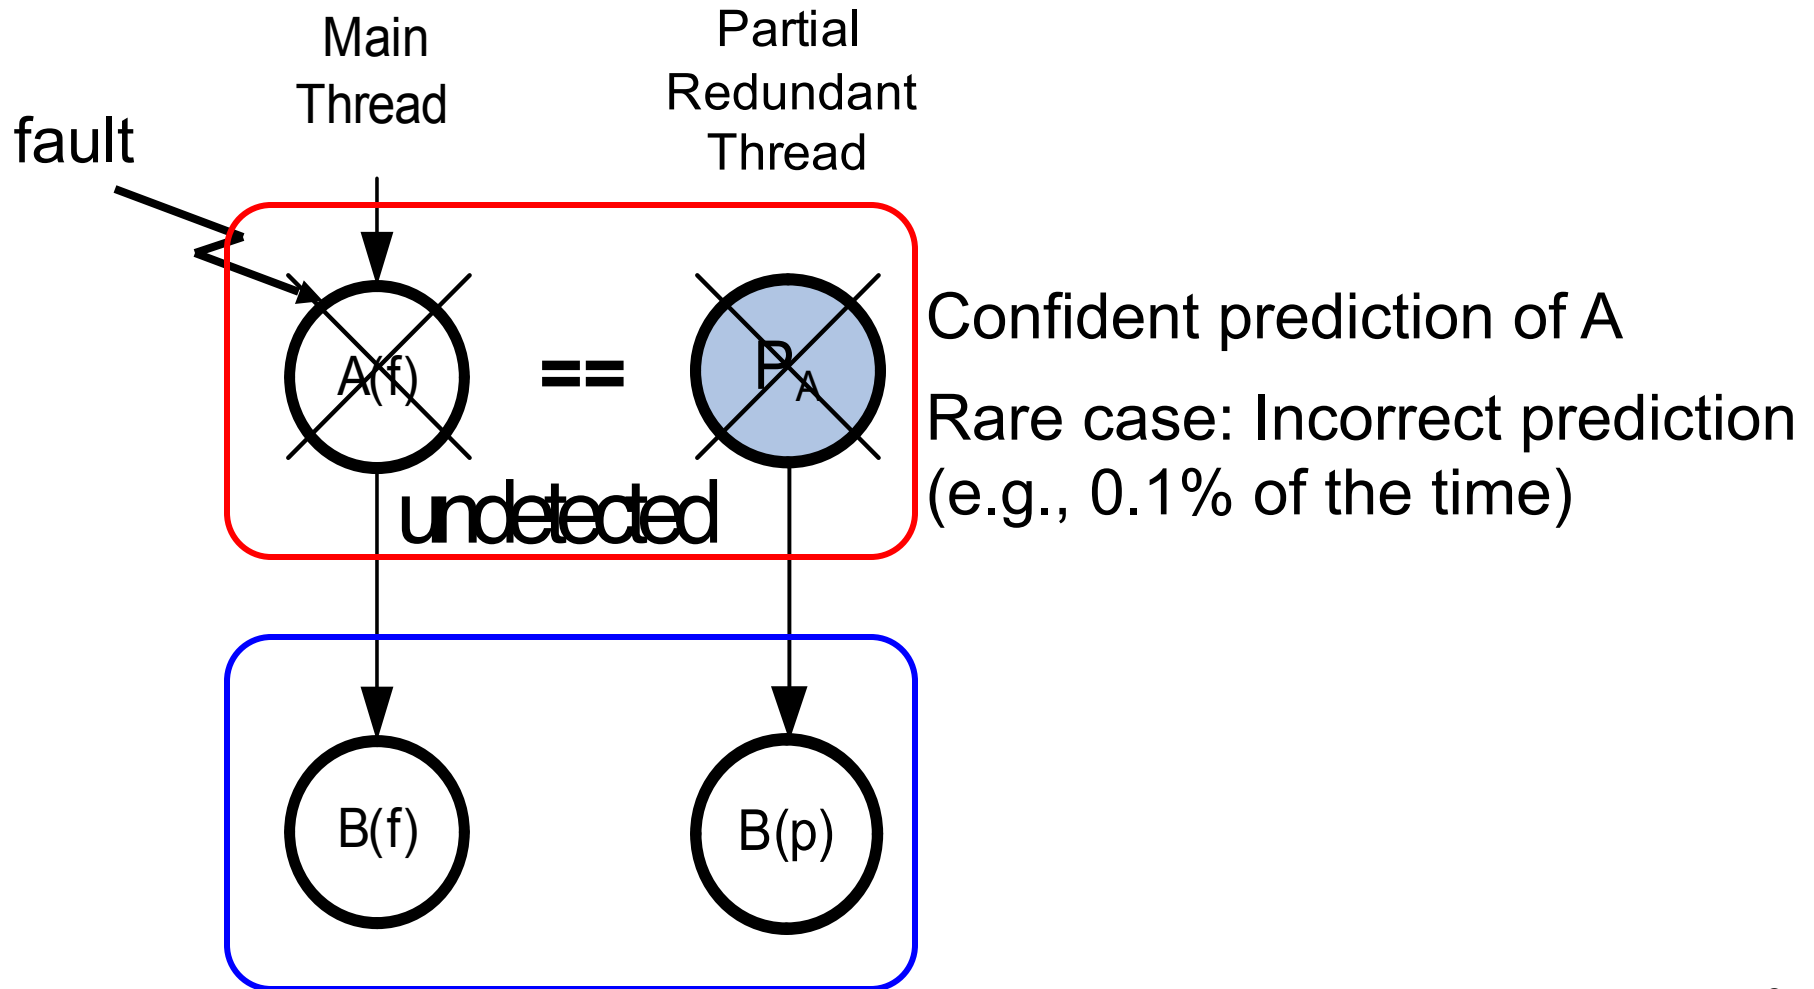 Main
Thread
Partial
Redundant
Thread
fault
A(f)
==
PA
Confident prediction of A
Rare case: Incorrect prediction
(e.g., 0.1% of the time)
undetected
B(f)
B(p)